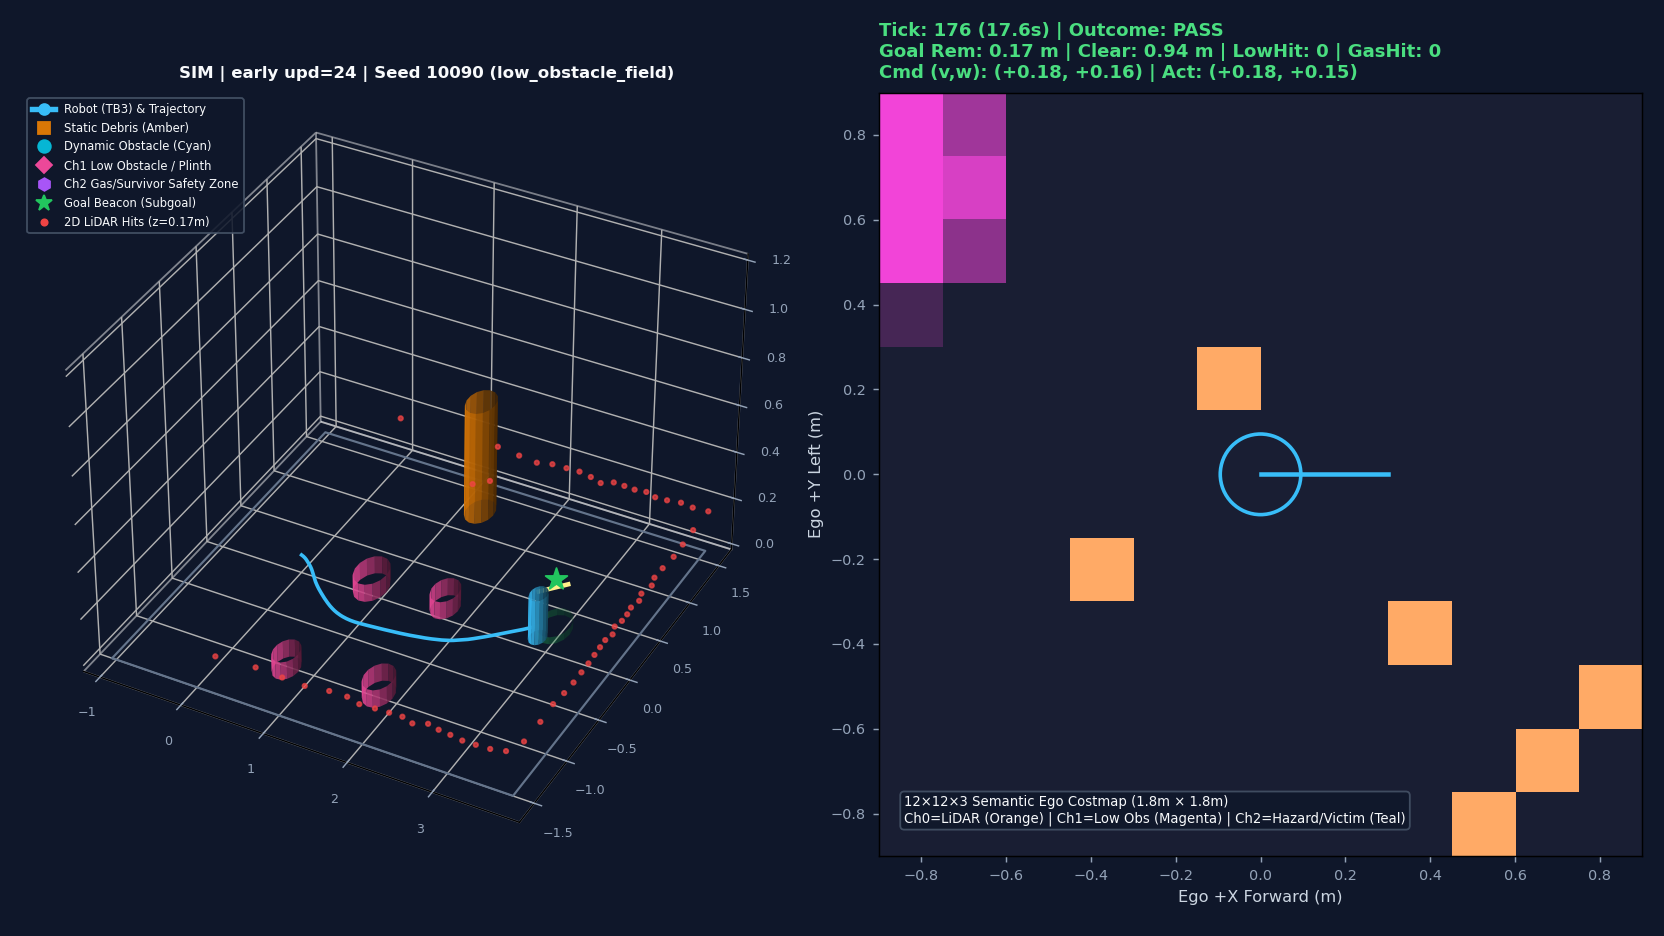 SIM | early upd=24 | Seed 10090 (low_obstacle_field)
Robot (TB3) & Trajectory
Static Debris (Amber)
Dynamic Obstacle (Cyan)
Ch1 Low Obstacle / Plinth
Ch2 Gas/Survivor Safety Zone
Goal Beacon (Subgoal)
2D LiDAR Hits (z=0.17m)
1.2
1.0
0.8
0.6
0.4
0.2
0.0
1.5
1.0
0.5
0.0
−0.5
−1.0
−1.5
−1
0
1
2
3
Tick: 176 (17.6s) | Outcome: PASS
Goal Rem: 0.17 m | Clear: 0.94 m | LowHit: 0 | GasHit: 0
Cmd (v,w): (+0.18, +0.16) | Act: (+0.18, +0.15)
Ego +Y Left (m)
0.8
0.6
0.4
0.2
0.0
−0.2
−0.4
−0.6
−0.8
12×12×3 Semantic Ego Costmap (1.8m × 1.8m)
Ch0=LiDAR (Orange) | Ch1=Low Obs (Magenta) | Ch2=Hazard/Victim (Teal)
−0.8 −0.6 −0.4 −0.2 0.0 0.2 0.4 0.6 0.8
Ego +X Forward (m)